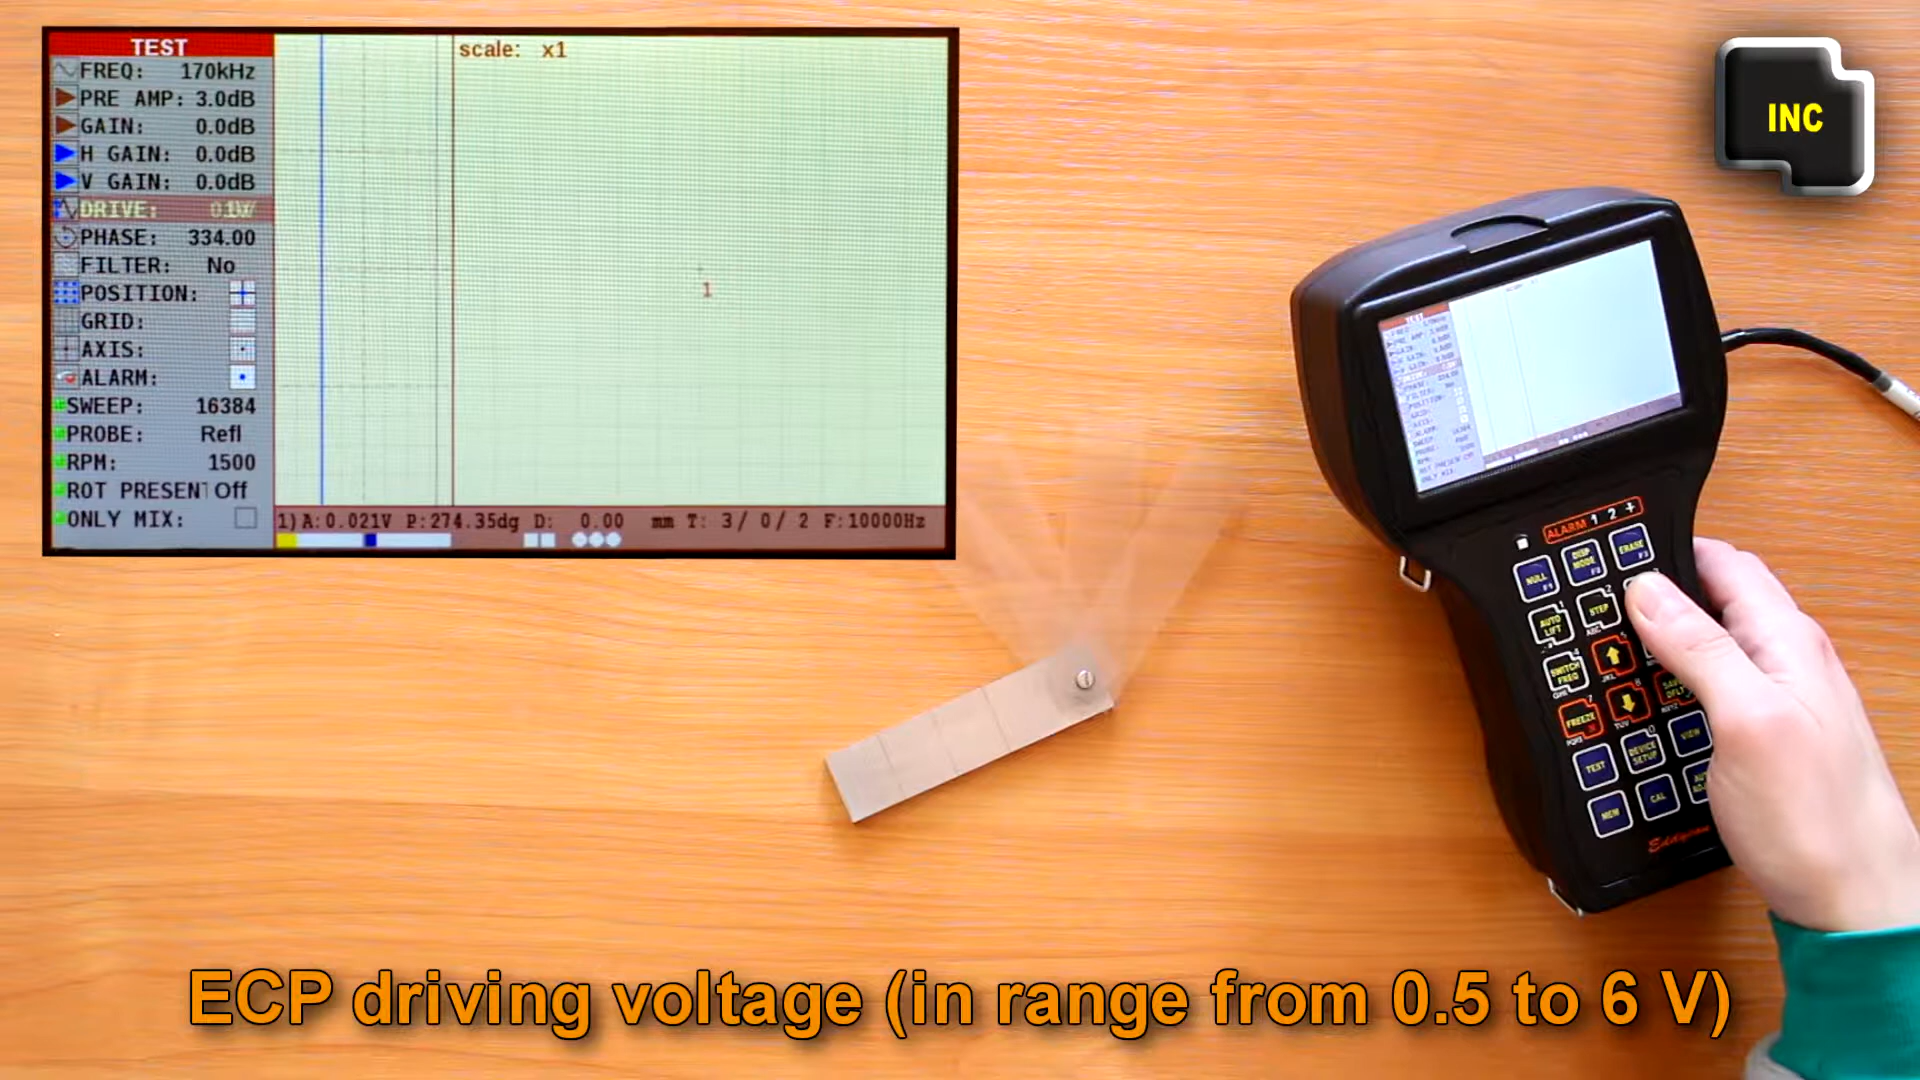 TEST
FREQ: 170kHz
PRE AMP: 3.0dB
GAIN: 0.0dB
H GAIN: 0.0dB
V GAIN: 0.0dB
DRIVE:
PHASE: 334.00
FILTER: No
POSITION:
GRID:
AXIS:
ALARM:
SWEEP: 16384
PROBE: Refl
RPM: 1500
ROT PRESENT Off
ONLY MIX:
scale: x1
1
1)A:0.021V P:274.35dg D: 0.00 mm T: 3/ 0/ 2 F:10000Hz
INC
ALARM 1 2 +
NULL F1
DISP MODE F2
ERASE F3
AUTO LIFT
STEP
SWITCH FREQ
FREEZE
TEST
DEVICE SETUP
VIEW
MEM
CAL
ECP driving voltage (in range from 0.5 to 6 V)